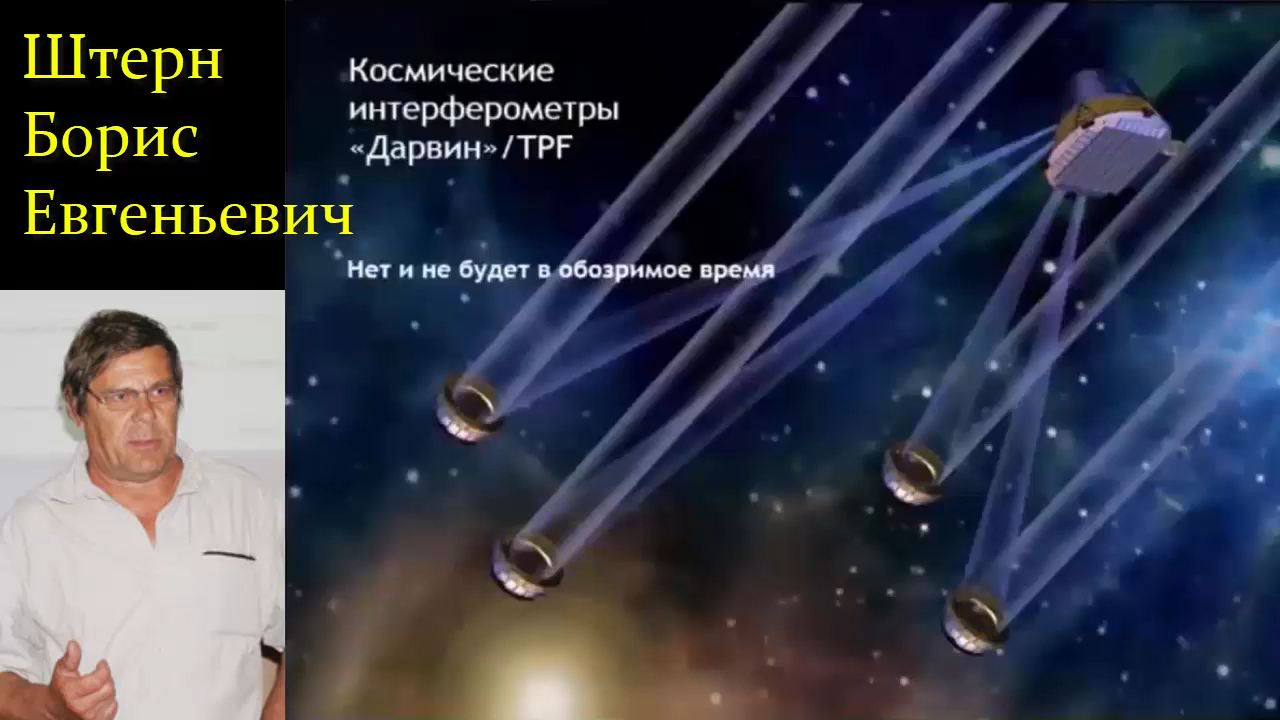 Штерн
Борис
Евгеньевич
Космические
интерферометры
«Дарвин»/TPF
Нет и не будет в обозримое время